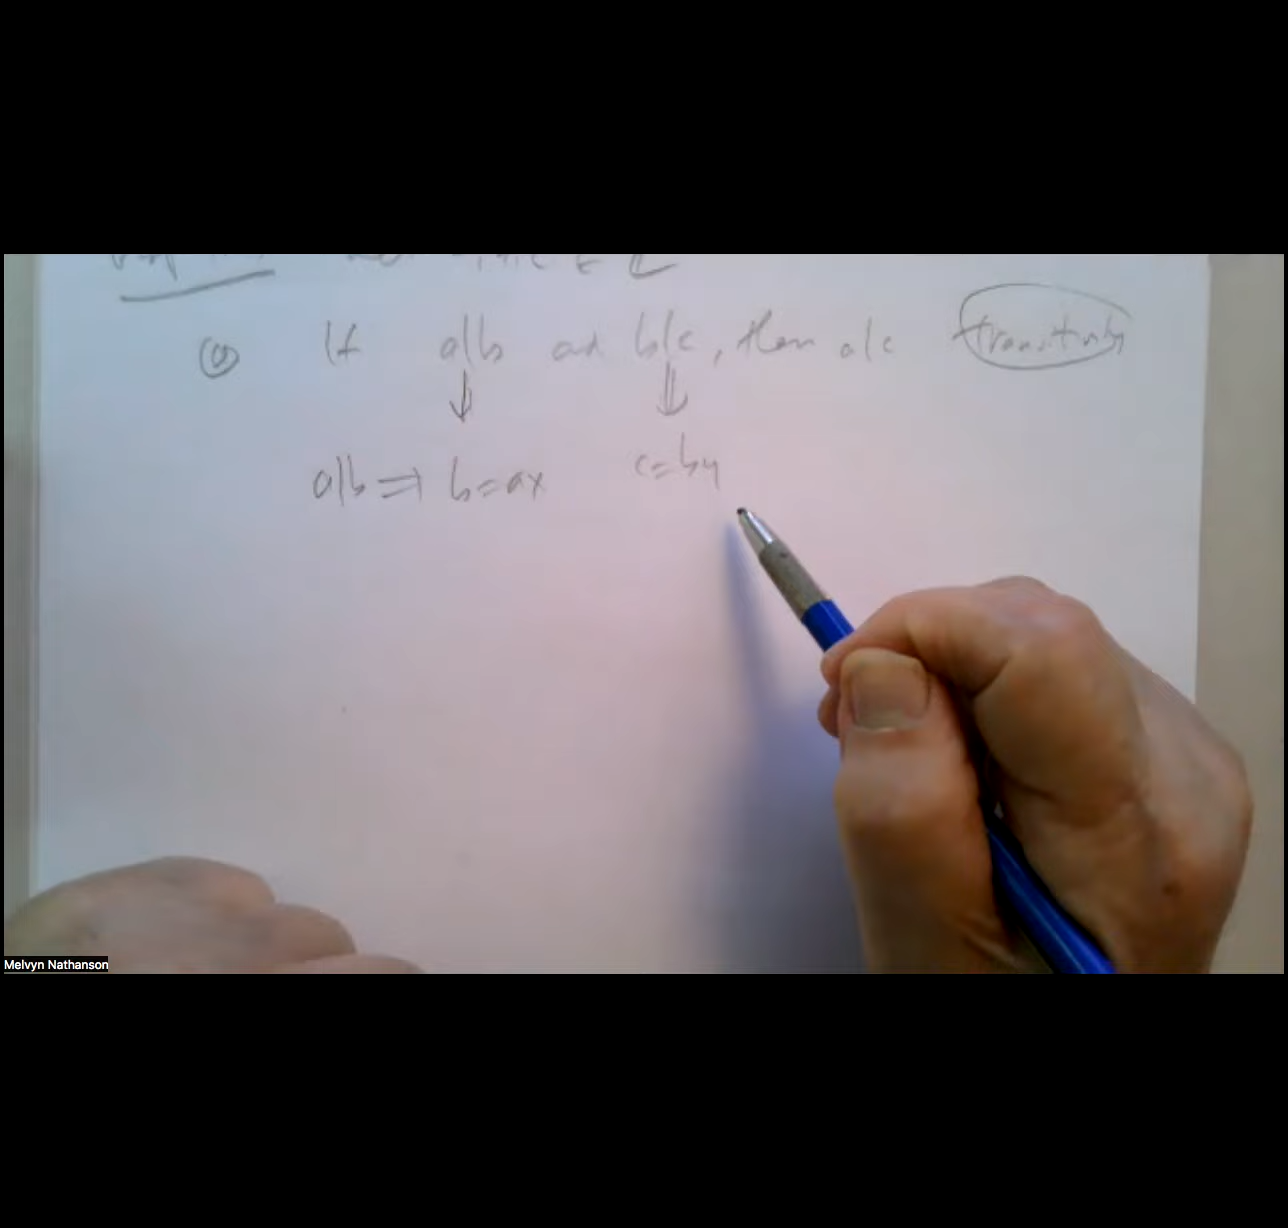 ∈ Z
If a|b and b|c, then a|c transitivity
a|b ⇒ b=ax c=by
Melvyn Nathanson